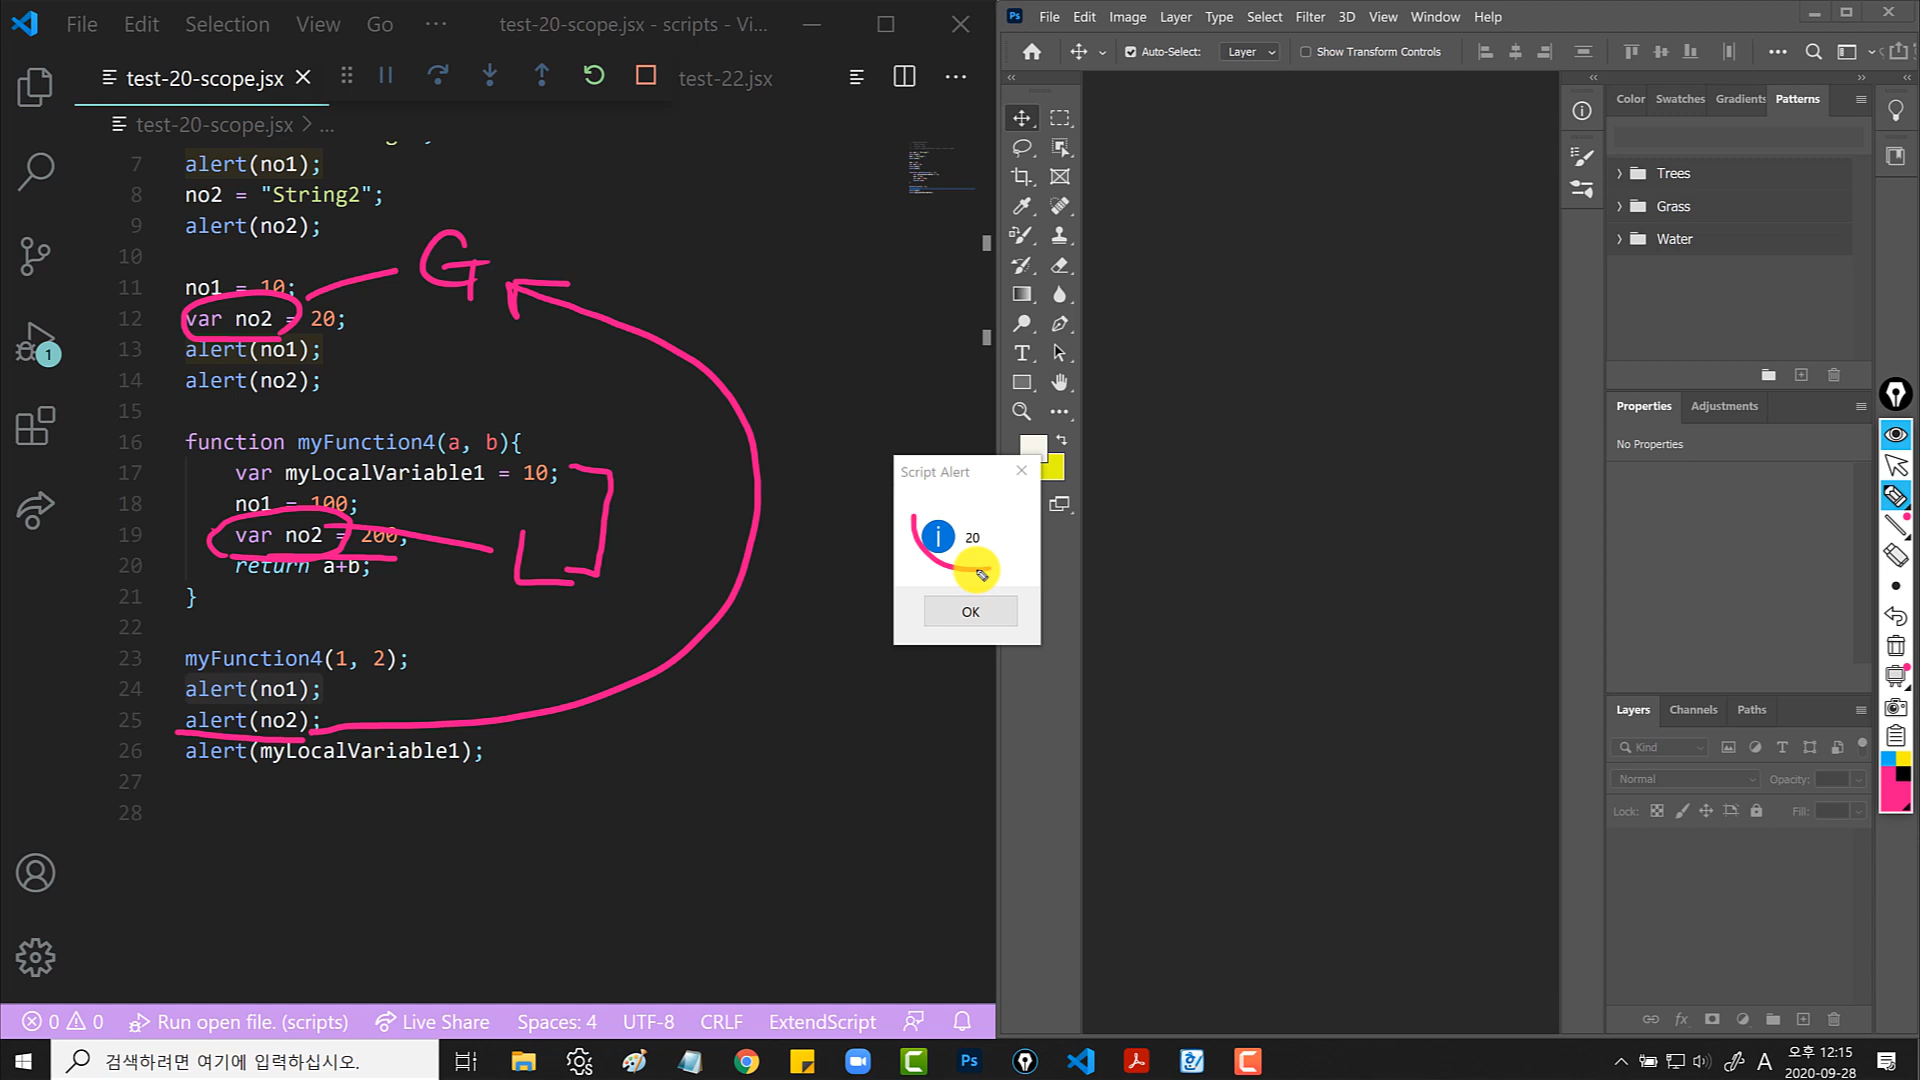 File Edit Selection View Go ··· test-20-scope.jsx - scripts - Vi...
test-20-scope.jsx test-22.jsx ···
test-20-scope.jsx > ...
7 alert(no1);
8 no2 = "String2";
9 alert(no2);
10
11 no1 = 10;
12 var no2 = 20;
13 alert(no1);
14 alert(no2);
15
16 function myFunction4(a, b){
17 var myLocalVariable1 = 10;
18 no1 = 100;
19 var no2 = 200;
20 return a+b;
21 }
22
23 myFunction4(1, 2);
24 alert(no1);
25 alert(no2);
26 alert(myLocalVariable1);
27
28
G
L
1
0 0 Run open file. (scripts) Live Share Spaces: 4 UTF-8 CRLF ExtendScript
Ps File Edit Image Layer Type Select Filter 3D View Window Help
Auto-Select: Layer Show Transform Controls ···
Script Alert
20
OK
Color Swatches Gradients Patterns
Trees
Grass
Water
Properties Adjustments
No Properties
Layers Channels Paths
Kind
Normal Opacity:
Lock: Fill:
fx
검색하려면 여기에 입력하십시오.
Ps
A 오후 12:15
2020-09-28